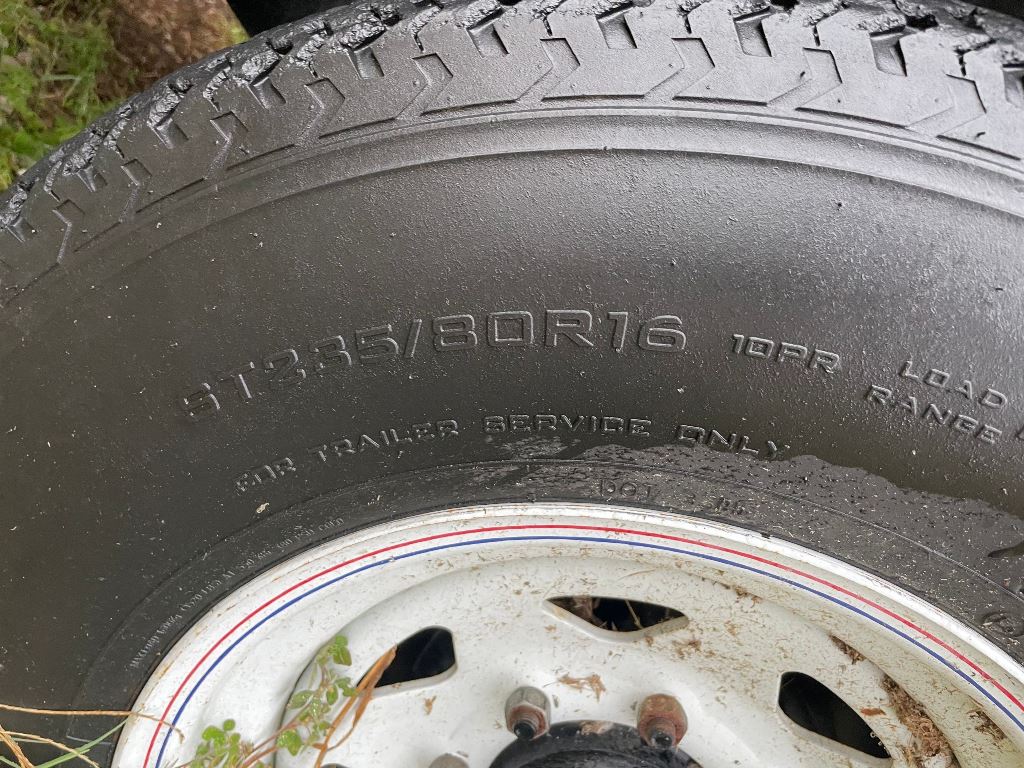 ST235/80R16 10PR LOAD
RANGE
FOR TRAILER SERVICE ONLY
DOT